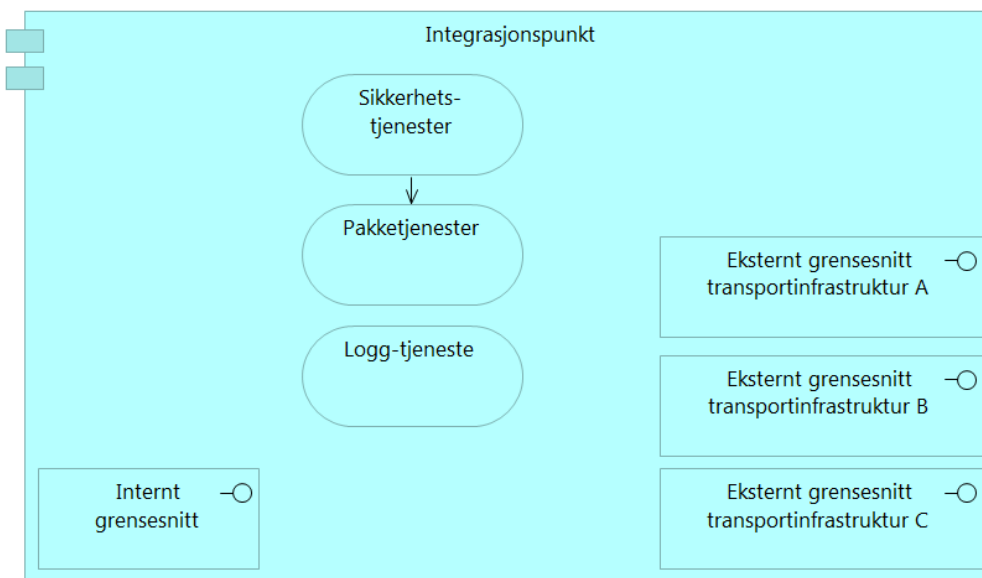 Integrasjonspunkt
Sikkerhets-
tjenester
Pakketjenester
Logg-tjeneste
Eksternt grensesnitt
transportinfrastruktur A
Eksternt grensesnitt
transportinfrastruktur B
Internt
grensesnitt
Eksternt grensesnitt
transportinfrastruktur C